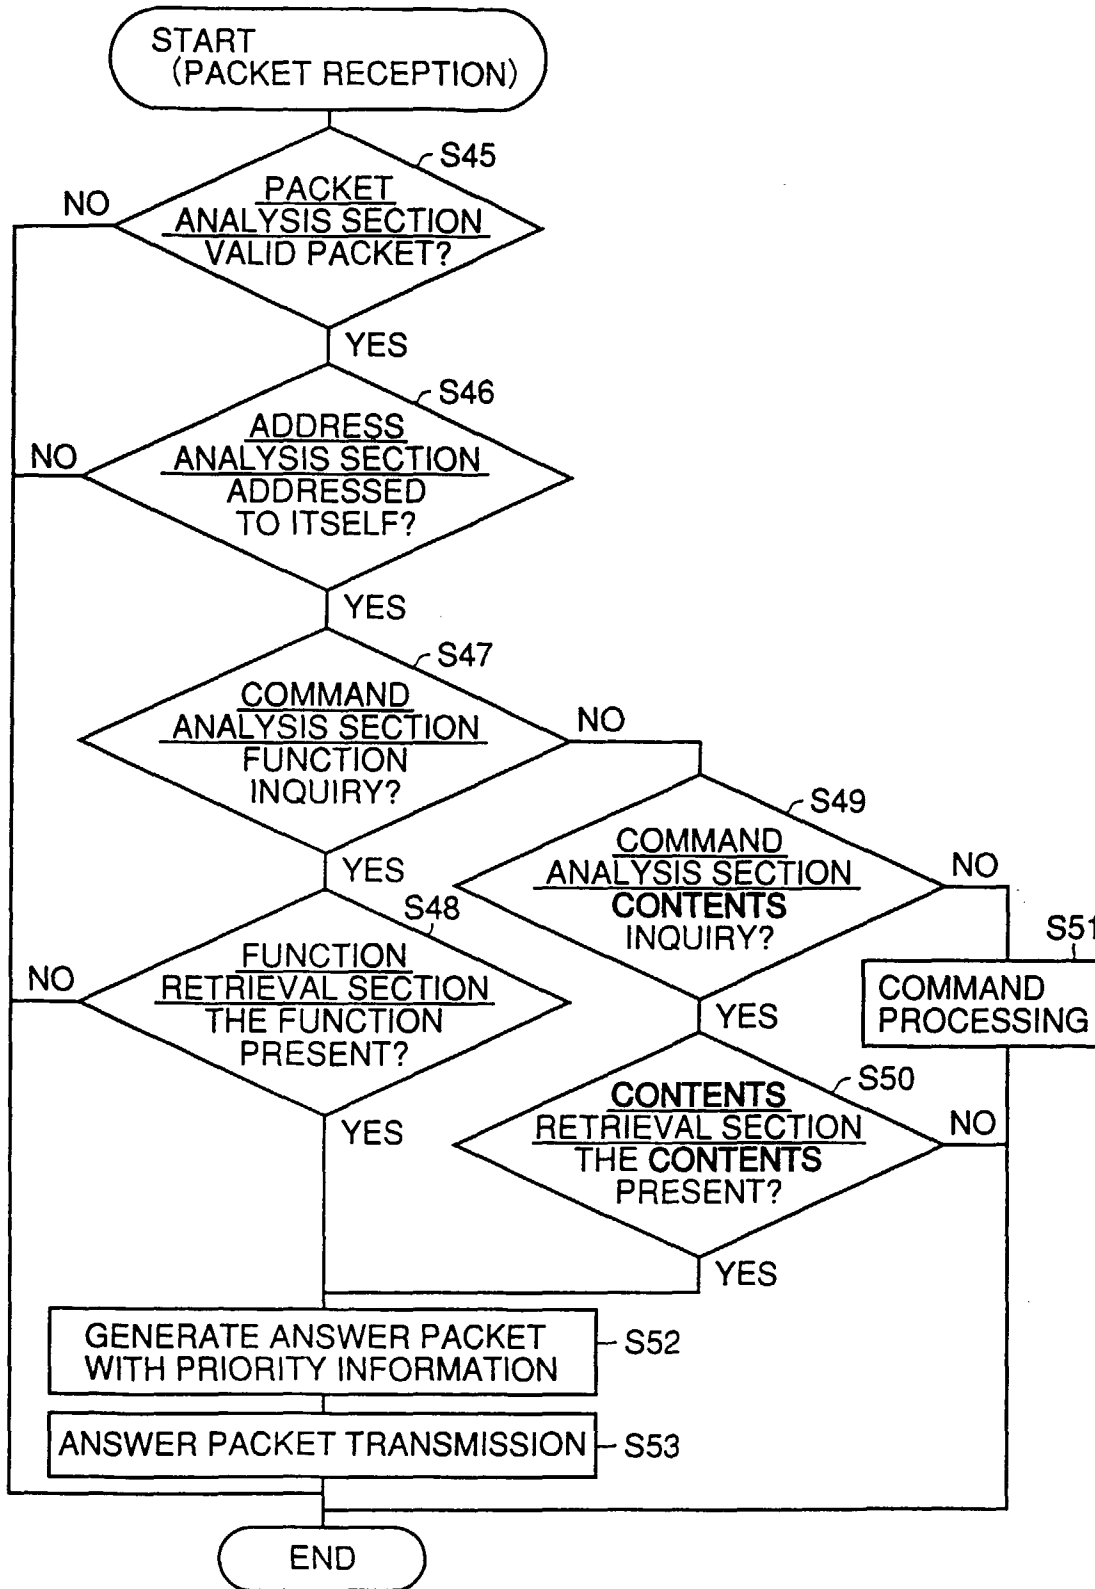 START
(PACKET RECEPTION)
S45
NO
PACKET
ANALYSIS SECTION
VALID PACKET?
YES
S46
NO
ADDRESS
ANALYSIS SECTION
ADDRESSED
TO ITSELF?
YES
S47
COMMAND
ANALYSIS SECTION
FUNCTION
INQUIRY?
NO
YES
S49
COMMAND
ANALYSIS SECTION
CONTENTS
INQUIRY?
NO
S48
NO
FUNCTION
RETRIEVAL SECTION
THE FUNCTION
PRESENT?
YES
S51
COMMAND
PROCESSING
YES
S50
CONTENTS
RETRIEVAL SECTION
THE CONTENTS
PRESENT?
NO
YES
GENERATE ANSWER PACKET
WITH PRIORITY INFORMATION
S52
ANSWER PACKET TRANSMISSION
S53
END